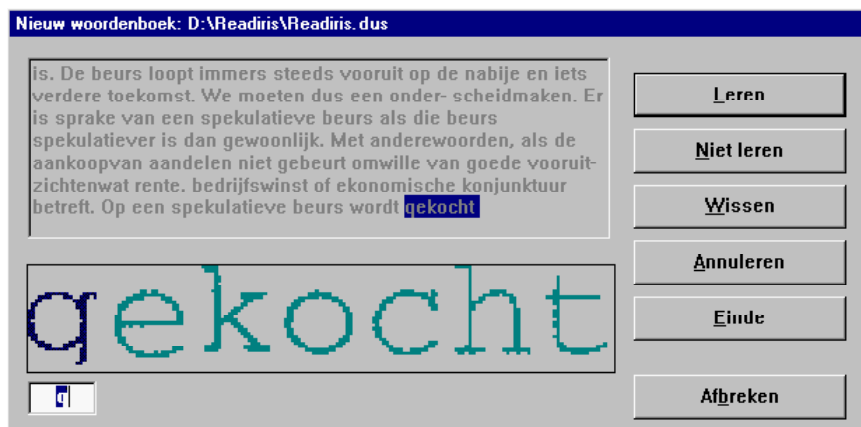 Nieuw woordenboek: D:\Readiris\Readiris.dus
is. De beurs loopt immers steeds vooruit op de nabije en iets
verdere toekomst. We moeten dus een onder- scheidmaken. Er
is sprake van een spekulatieve beurs als die beurs
spekulatiever is dan gewoonlijk. Met anderewoorden, als de
aankoopvan aandelen niet gebeurt omwille van goede vooruit-
zichtenwat rente. bedrijfswinst of ekonomische konjunktuur
betreft. Op een spekulatieve beurs wordt qekocht
qekocht
q
Leren
Niet leren
Wissen
Annuleren
Einde
Afbreken